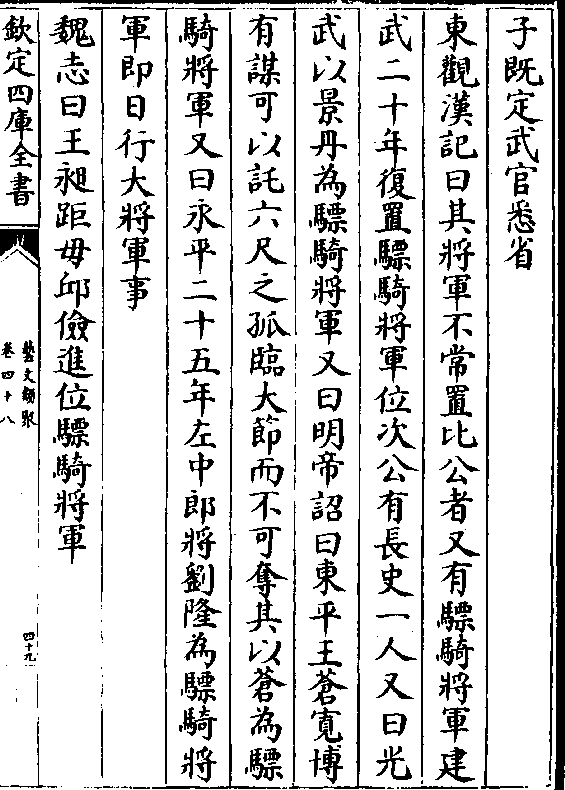 子既定武官悉省
東觀漢記曰其將軍不常置比公者又有驃騎將軍建
武二十年復置驃騎將軍位次公有長史一人又曰光
武以景丹為驃騎將軍又曰明帝詔曰東平王蒼寛博
有謀可以託六尺之孤臨大節而不可奪其以蒼為驃
騎將軍又曰永平二十五年左中郎將劉隆為驃騎將
軍即日行大將軍事
魏志曰王昶距毋邱儉進位驃騎將軍
欽定四庫全書
藝文類聚
卷四十八
四十九